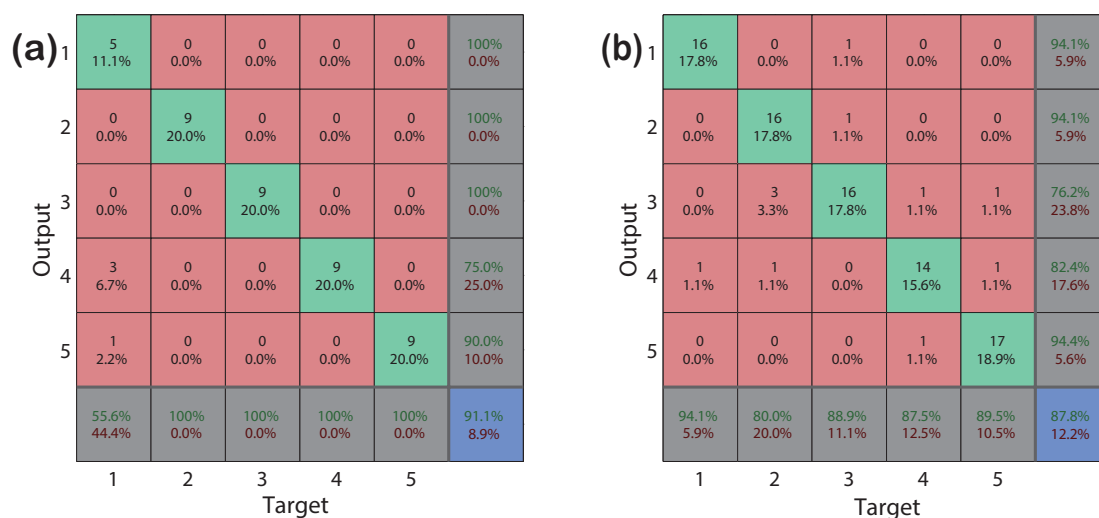 (a)
Output
1
5 0 0 0 0 100%
11.1% 0.0% 0.0% 0.0% 0.0% 0.0%
2
0 9 0 0 0 100%
0.0% 20.0% 0.0% 0.0% 0.0% 0.0%
3
0 0 9 0 0 100%
0.0% 0.0% 20.0% 0.0% 0.0% 0.0%
4
3 0 0 9 0 75.0%
6.7% 0.0% 0.0% 20.0% 0.0% 25.0%
5
1 0 0 0 9 90.0%
2.2% 0.0% 0.0% 0.0% 20.0% 10.0%
55.6% 100% 100% 100% 100% 91.1%
44.4% 0.0% 0.0% 0.0% 0.0% 8.9%
1 2 3 4 5
Target
(b)
Output
1
16 0 1 0 0 94.1%
17.8% 0.0% 1.1% 0.0% 0.0% 5.9%
2
0 16 1 0 0 94.1%
0.0% 17.8% 1.1% 0.0% 0.0% 5.9%
3
0 3 16 1 1 76.2%
0.0% 3.3% 17.8% 1.1% 1.1% 23.8%
4
1 1 0 14 1 82.4%
1.1% 1.1% 0.0% 15.6% 1.1% 17.6%
5
0 0 0 1 17 94.4%
0.0% 0.0% 0.0% 1.1% 18.9% 5.6%
94.1% 80.0% 88.9% 87.5% 89.5% 87.8%
5.9% 20.0% 11.1% 12.5% 10.5% 12.2%
1 2 3 4 5
Target